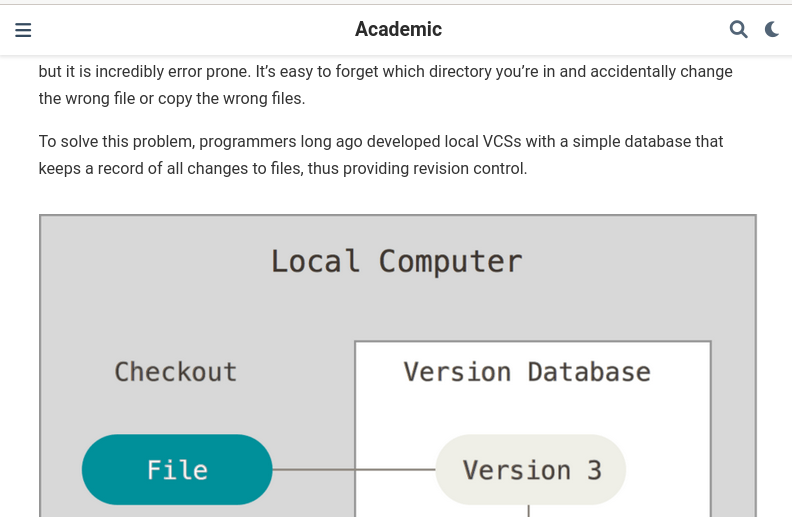 Academic
but it is incredibly error prone. It’s easy to forget which directory you’re in and accidentally change
the wrong file or copy the wrong files.
To solve this problem, programmers long ago developed local VCSs with a simple database that
keeps a record of all changes to files, thus providing revision control.
Local Computer
Checkout
Version Database
File
Version 3